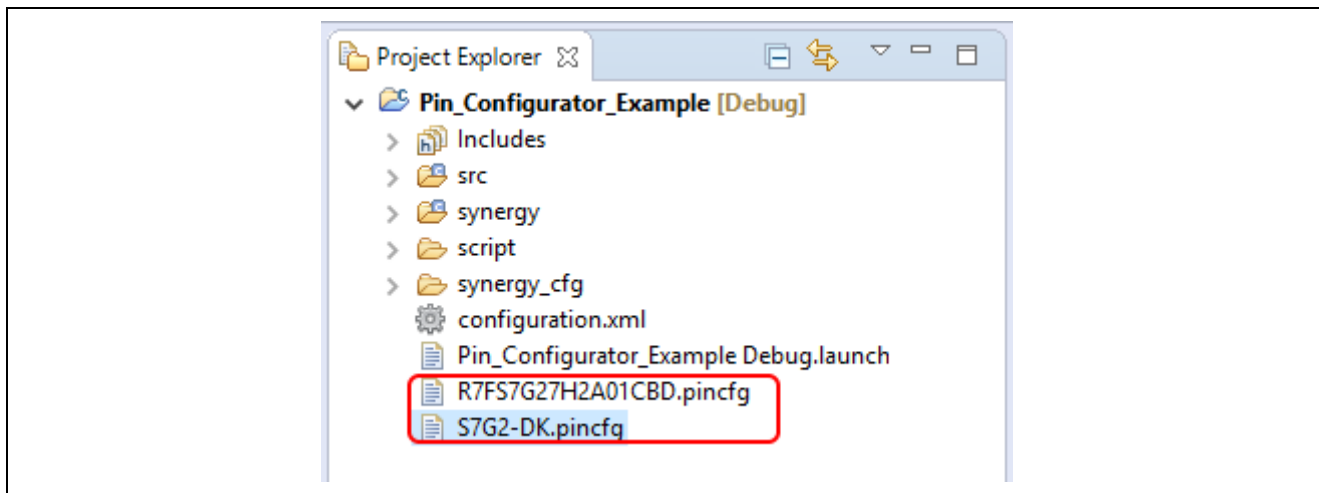 Project Explorer
Pin_Configurator_Example [Debug]
Includes
src
synergy
script
synergy_cfg
configuration.xml
Pin_Configurator_Example Debug.launch
R7FS7G27H2A01CBD.pincfg
S7G2-DK.pincfg